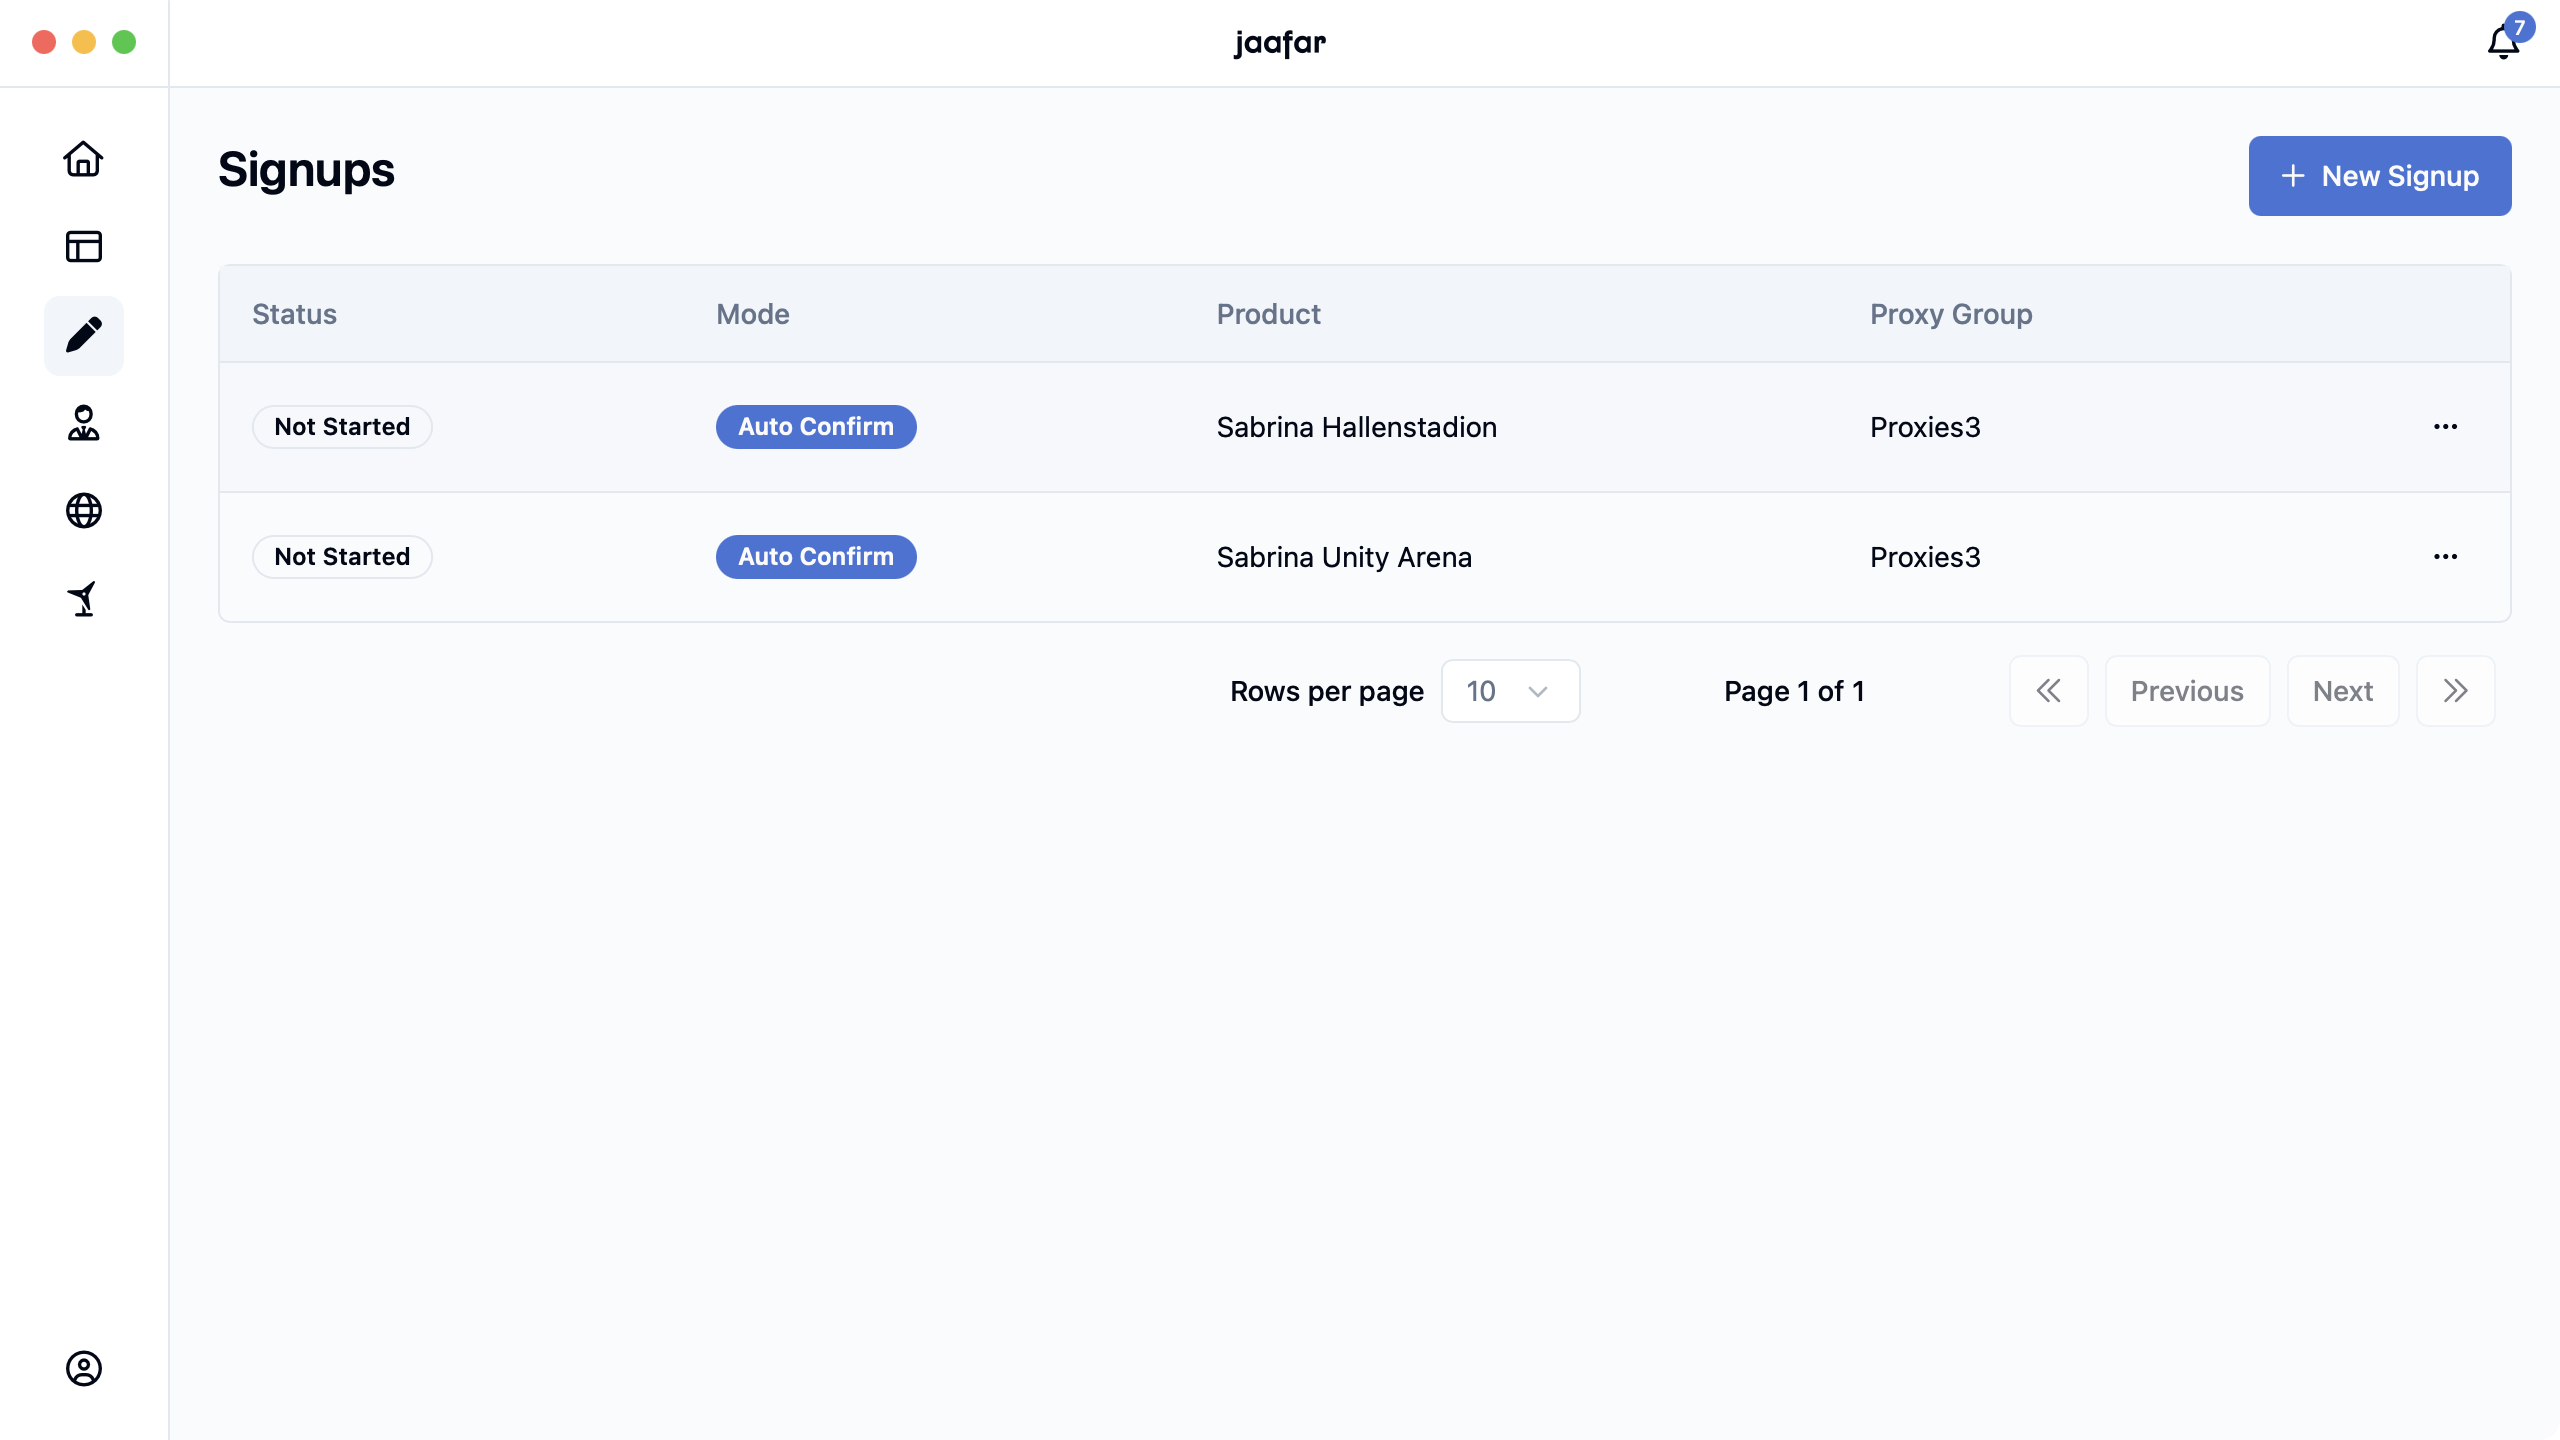 jaafar
7
Signups
New Signup
Status Mode Product Proxy Group
Not Started Auto Confirm Sabrina Hallenstadion Proxies3
Not Started Auto Confirm Sabrina Unity Arena Proxies3
Rows per page 10 Page 1 of 1 Previous Next